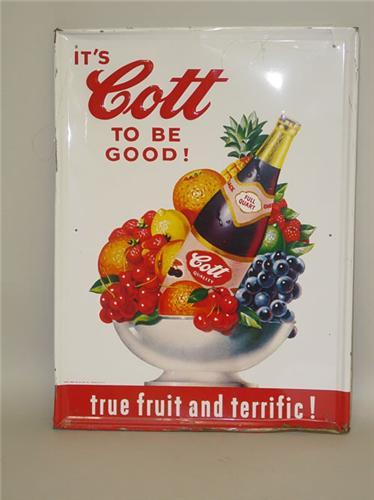 IT'S
Cott
TO BE
GOOD!
FULL
QUART
Cott
QUALITY
true fruit and terrific!